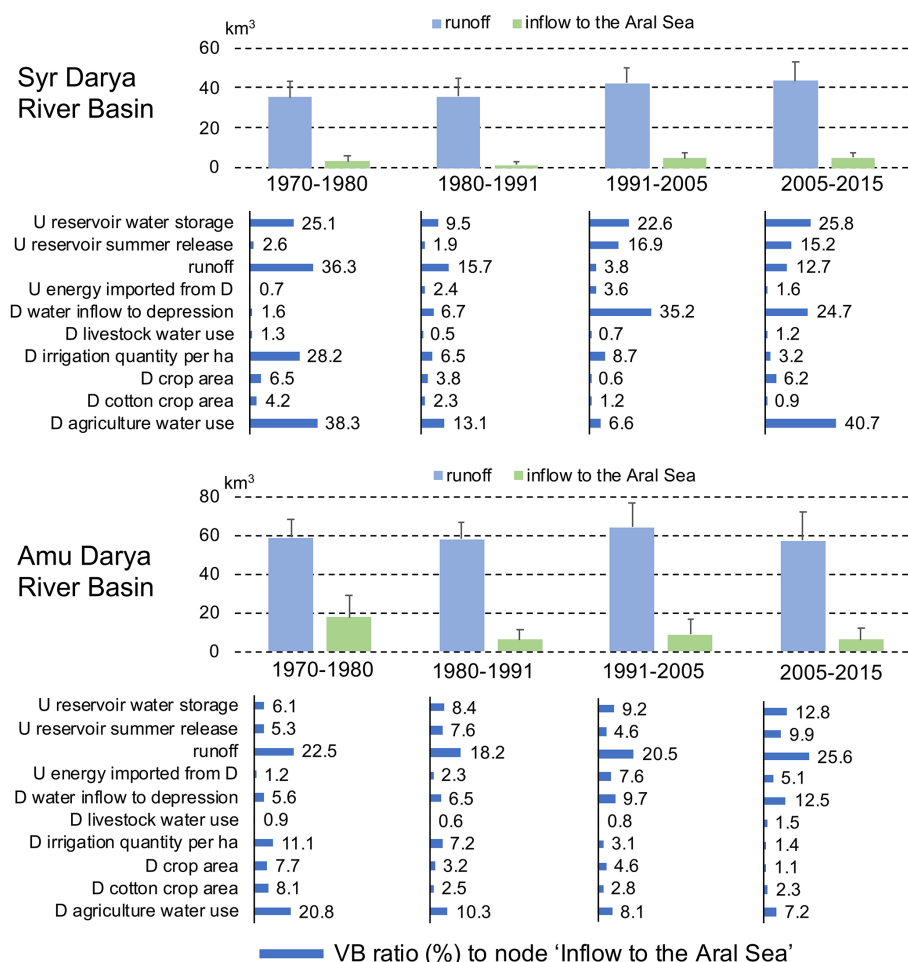 km³
runoff inflow to the Aral Sea
60
40
20
0
Syr Darya
River Basin
1970-1980 1980-1991 1991-2005 2005-2015
U reservoir water storage 25.1 9.5 22.6 25.8
U reservoir summer release 2.6 1.9 16.9 15.2
runoff 36.3 15.7 3.8 12.7
U energy imported from D 0.7 2.4 3.6 1.6
D water inflow to depression 1.6 6.7 35.2 24.7
D livestock water use 1.3 0.5 0.7 1.2
D irrigation quantity per ha 28.2 6.5 8.7 3.2
D crop area 6.5 3.8 0.6 6.2
D cotton crop area 4.2 2.3 1.2 0.9
D agriculture water use 38.3 13.1 6.6 40.7
km³
runoff inflow to the Aral Sea
80
60
40
20
0
Amu Darya
River Basin
1970-1980 1980-1991 1991-2005 2005-2015
U reservoir water storage 6.1 8.4 9.2 12.8
U reservoir summer release 5.3 7.6 4.6 9.9
runoff 22.5 18.2 20.5 25.6
U energy imported from D 1.2 2.3 7.6 5.1
D water inflow to depression 5.6 6.5 9.7 12.5
D livestock water use 0.9 0.6 0.8 1.5
D irrigation quantity per ha 11.1 7.2 3.1 1.4
D crop area 7.7 3.2 4.6 1.1
D cotton crop area 8.1 2.5 2.8 2.3
D agriculture water use 20.8 10.3 8.1 7.2
VB ratio (%) to node ‘Inflow to the Aral Sea’